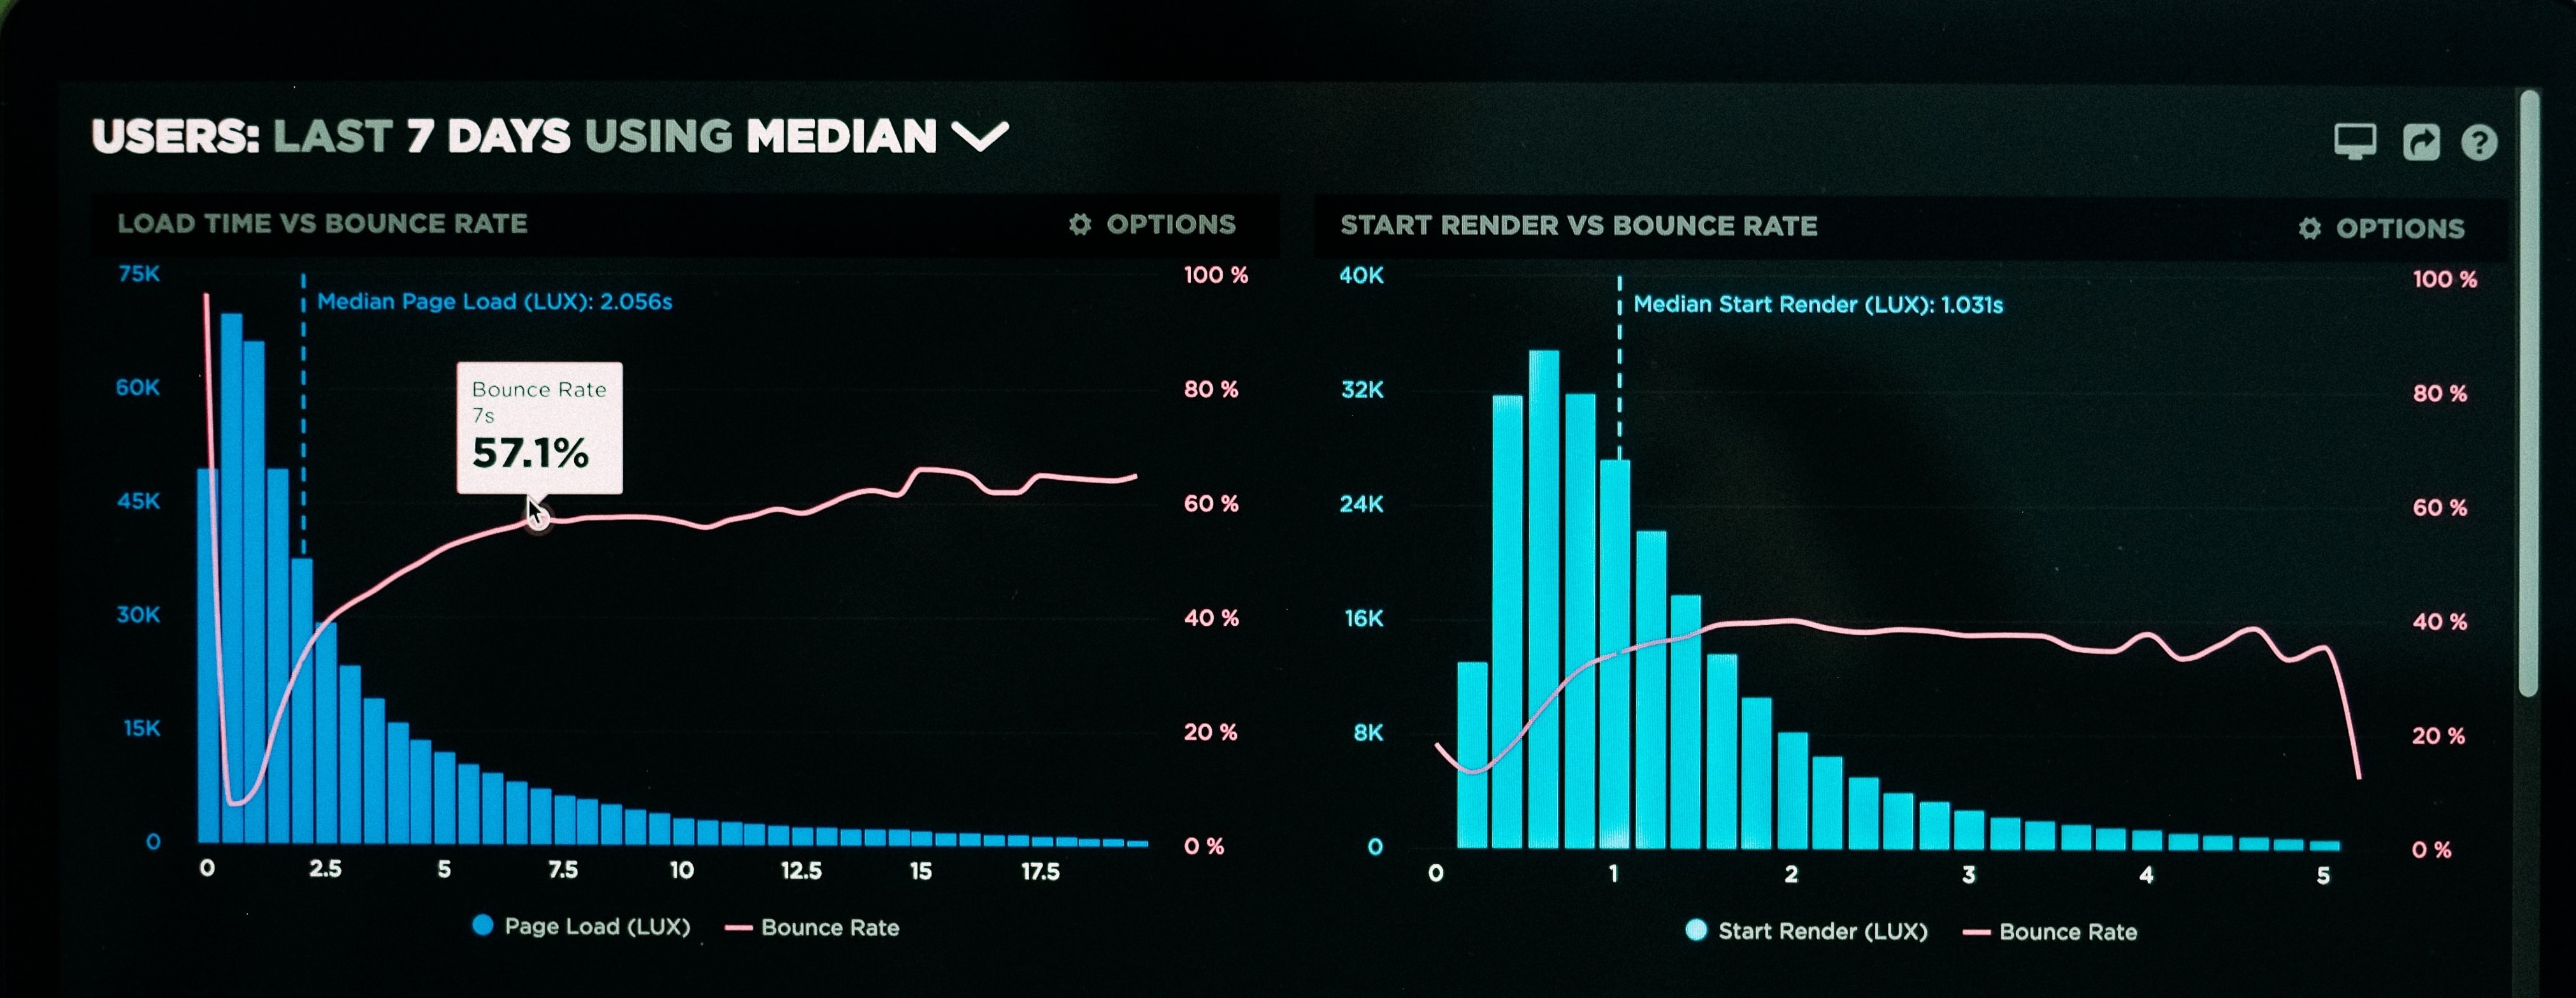 USERS: LAST 7 DAYS USING MEDIAN
?
LOAD TIME VS BOUNCE RATE
OPTIONS
75K
60K
45K
30K
15K
0
Median Page Load (LUX): 2.056s
Bounce Rate
7s
57.1%
100 %
80 %
60 %
40 %
20 %
0 %
0 2.5 5 7.5 10 12.5 15 17.5
Page Load (LUX) Bounce Rate
START RENDER VS BOUNCE RATE
OPTIONS
40K
32K
24K
16K
8K
0
Median Start Render (LUX): 1.031s
100 %
80 %
60 %
40 %
20 %
0 %
0 1 2 3 4 5
Start Render (LUX) Bounce Rate